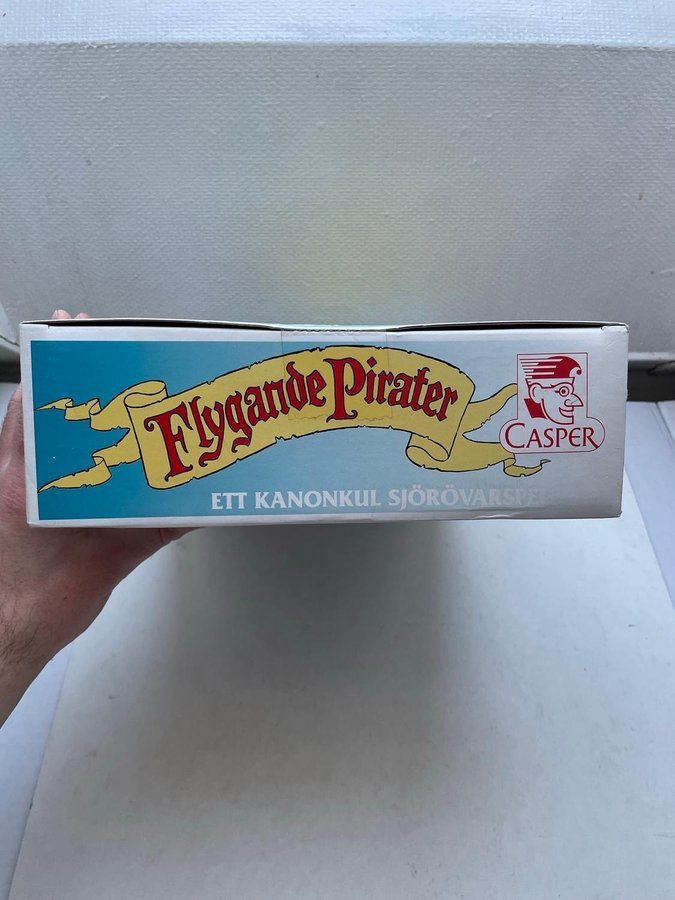 Flygande Pirater
CASPER
ETT KANONKUL SJÖRÖVARSPEL